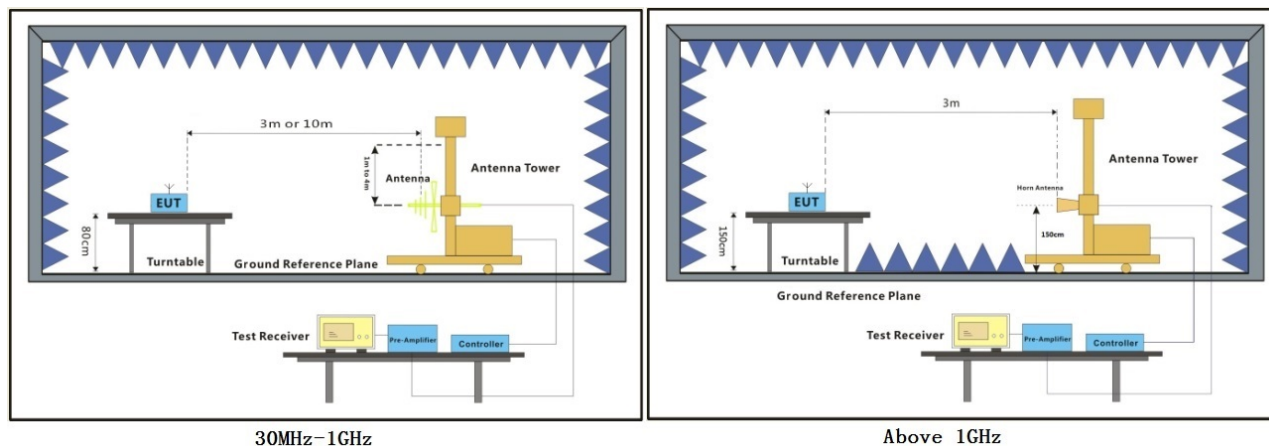 3m or 10m
1m to 4m
Antenna
Antenna Tower
EUT
80cm
Turntable
Ground Reference Plane
Test Receiver
Pre-Amplifier
Controller
30MHz-1GHz
3m
Antenna Tower
Horn Antenna
EUT
150cm
150cm
Turntable
Ground Reference Plane
Test Receiver
Pre-Amplifier
Controller
Above 1GHz